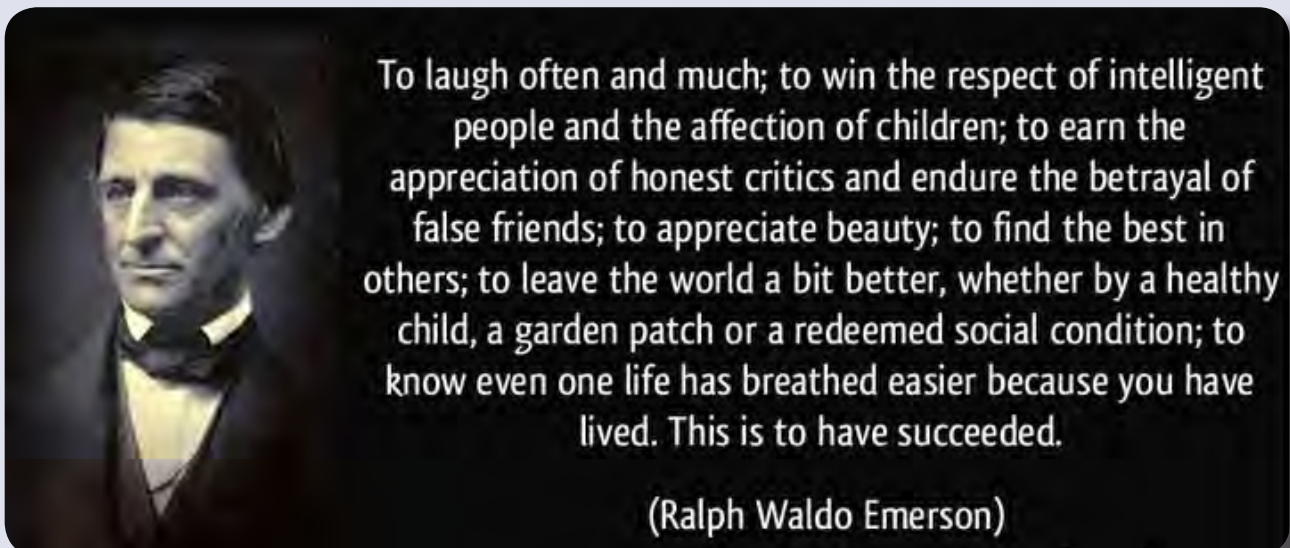 To laugh often and much; to win the respect of intelligent
people and the affection of children; to earn the
appreciation of honest critics and endure the betrayal of
false friends; to appreciate beauty; to find the best in
others; to leave the world a bit better, whether by a healthy
child, a garden patch or a redeemed social condition; to
know even one life has breathed easier because you have
lived. This is to have succeeded.
(Ralph Waldo Emerson)